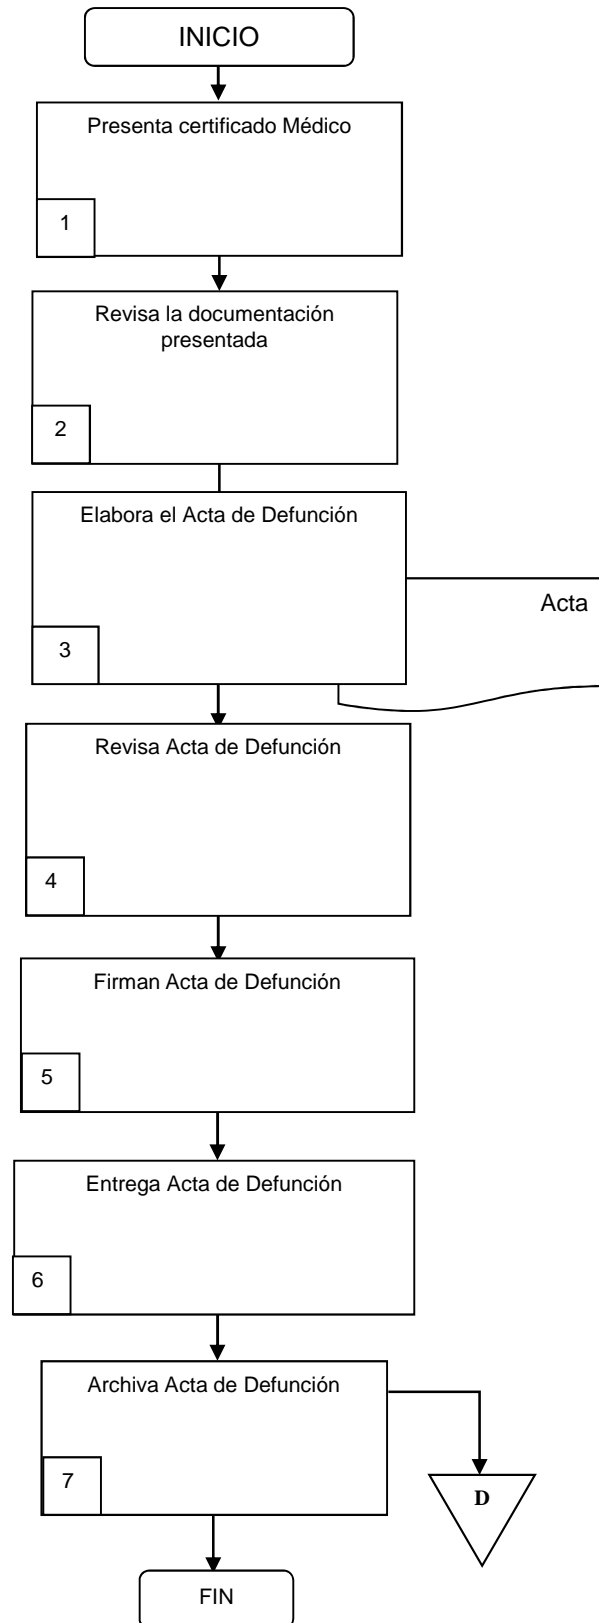 INICIO
Presenta certificado Médico
1
Revisa la documentación
presentada
2
Elabora el Acta de Defunción
Acta
3
Revisa Acta de Defunción
4
Firman Acta de Defunción
5
Entrega Acta de Defunción
6
Archiva Acta de Defunción
7
D
FIN